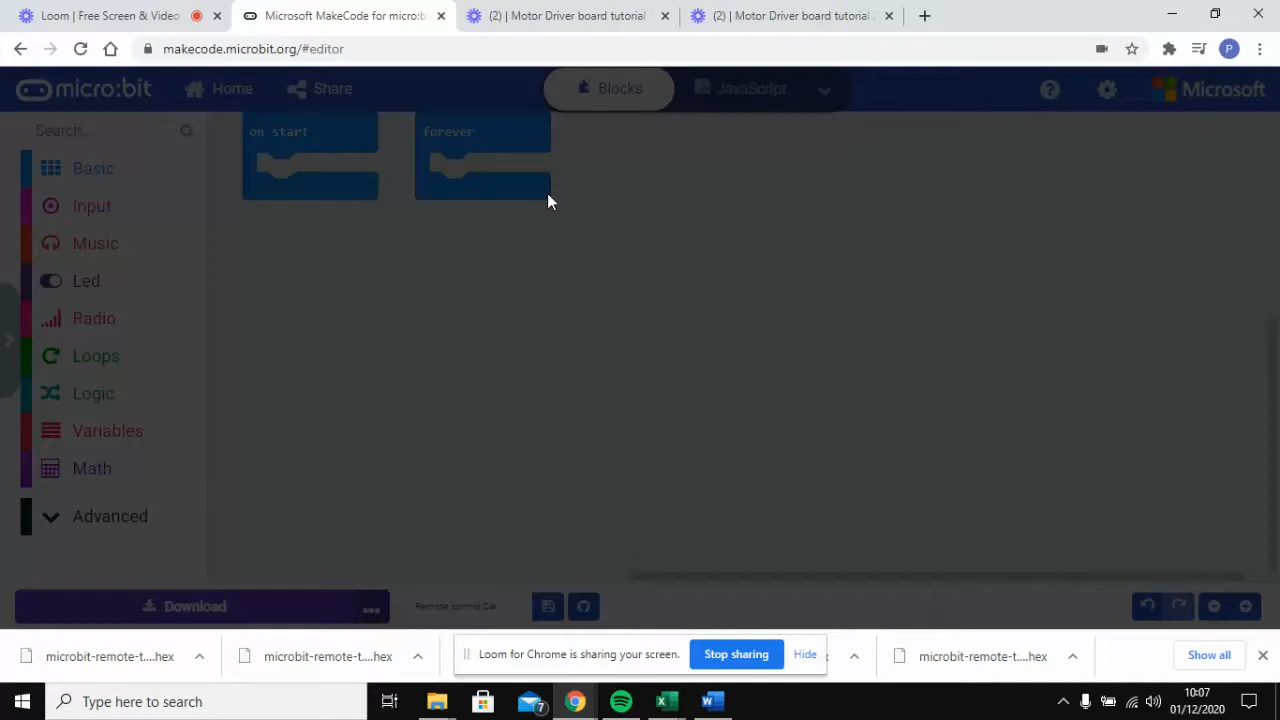 Loom | Free Screen & Video
Microsoft MakeCode for micro:b
(2) | Motor Driver board tutorial
(2) | Motor Driver board tutorial 2
makecode.microbit.org/#editor
P
micro:bit
Home
Share
Blocks
JavaScript
Microsoft
Search...
on start
forever
Basic
Input
Music
Led
Radio
Loops
Logic
Variables
Math
Advanced
Download
Remote control Car
microbit-remote-t....hex
microbit-remote-t....hex
Loom for Chrome is sharing your screen.
Stop sharing
Hide
microbit-remote-t....hex
Show all
Type here to search
7
10:07
01/12/2020